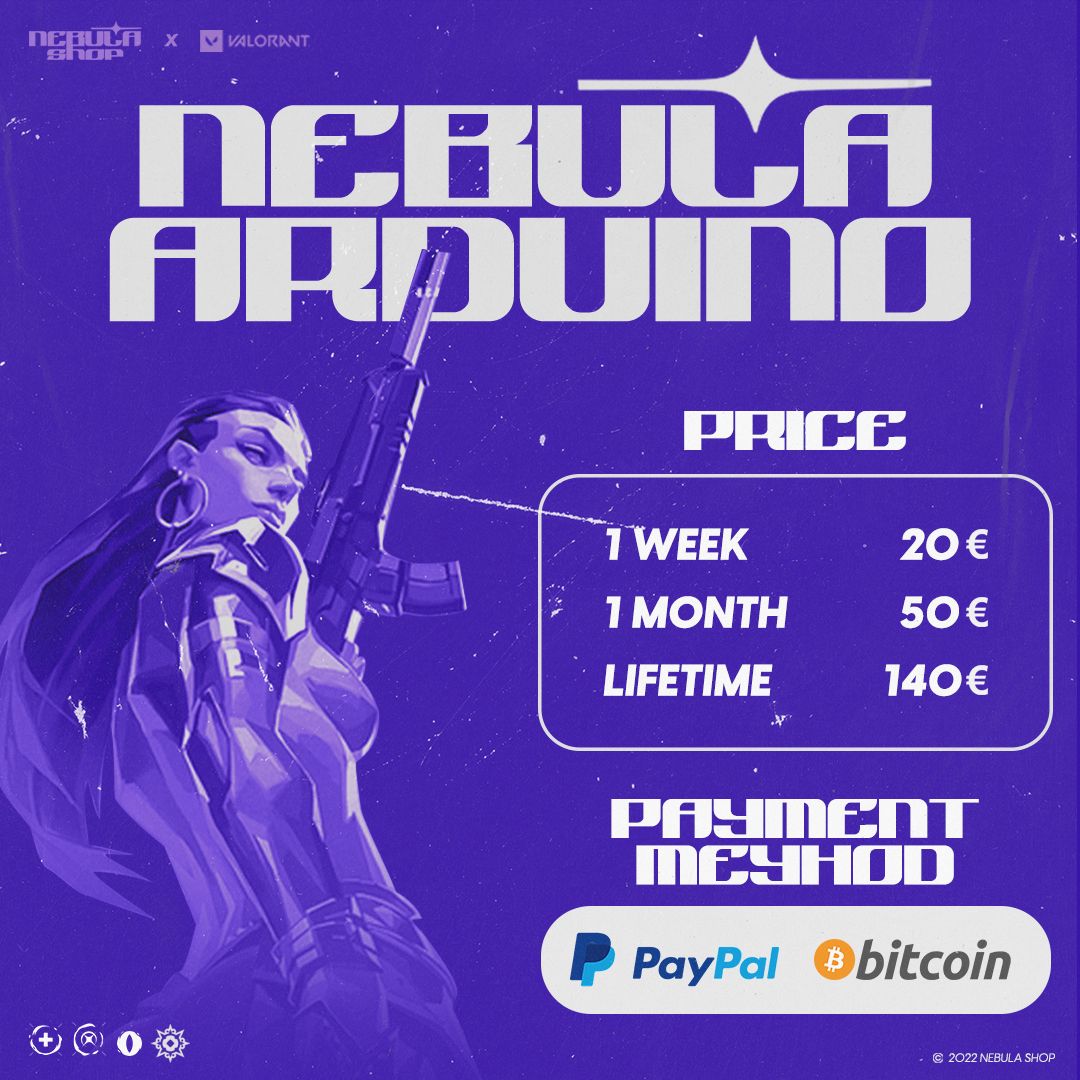 NEBULA SHOP X VALORANT
NEBULA
ARDUINO
PRICE
1 WEEK 20 €
1 MONTH 50 €
LIFETIME 140 €
PAYMENT
MEYHOD
PayPal bitcoin
© 2022 NEBULA SHOP